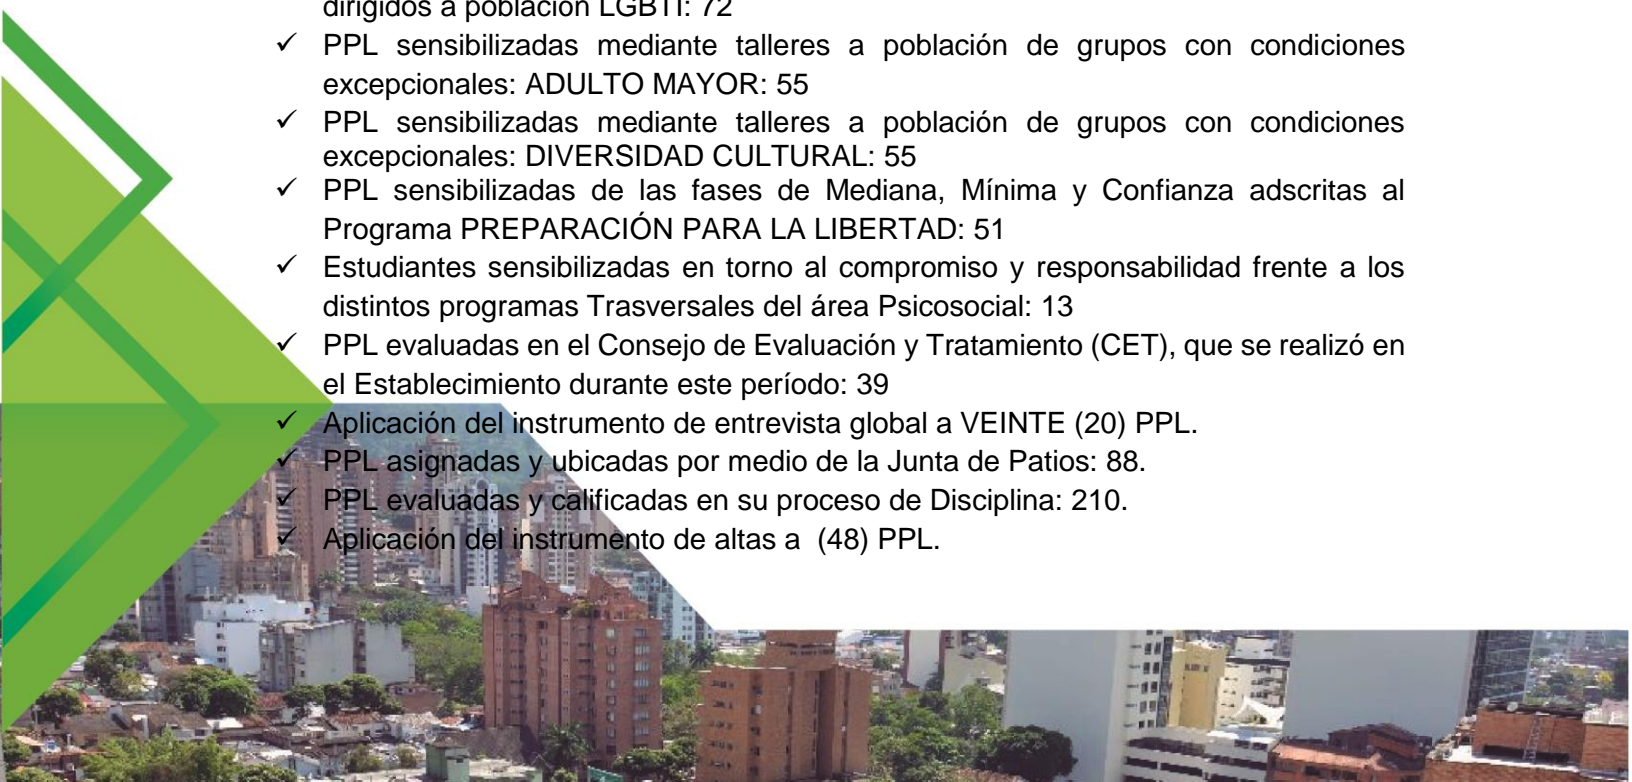 dirigidos a población LGBTI: 72
✓ PPL sensibilizadas mediante talleres a población de grupos con condiciones
excepcionales: ADULTO MAYOR: 55
✓ PPL sensibilizadas mediante talleres a población de grupos con condiciones
excepcionales: DIVERSIDAD CULTURAL: 55
✓ PPL sensibilizadas de las fases de Mediana, Mínima y Confianza adscritas al
Programa PREPARACIÓN PARA LA LIBERTAD: 51
✓ Estudiantes sensibilizadas en torno al compromiso y responsabilidad frente a los
distintos programas Trasversales del área Psicosocial: 13
✓ PPL evaluadas en el Consejo de Evaluación y Tratamiento (CET), que se realizó en
el Establecimiento durante este período: 39
✓ Aplicación del instrumento de entrevista global a VEINTE (20) PPL.
✓ PPL asignadas y ubicadas por medio de la Junta de Patios: 88.
✓ PPL evaluadas y calificadas en su proceso de Disciplina: 210.
✓ Aplicación del instrumento de altas a (48) PPL.